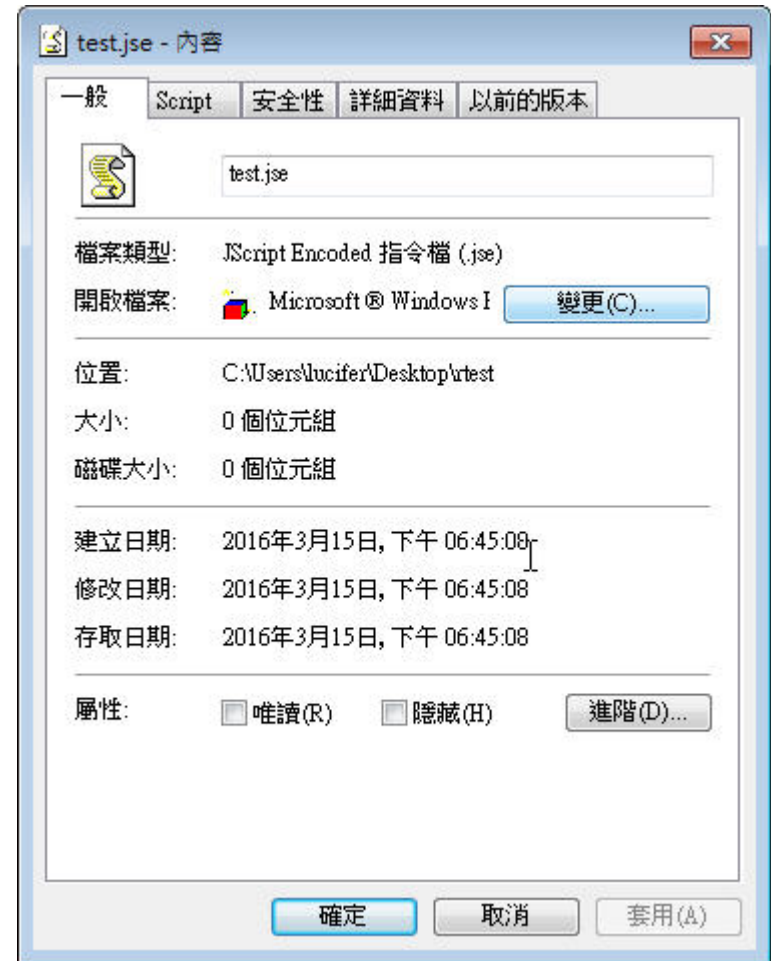 test.jse - 內容
一般 Script 安全性 詳細資料 以前的版本
test.jse
檔案類型: JScript Encoded 指令檔 (.jse)
開啟檔案: Microsoft ® Windows 變更(C)...
位置: C:\Users\lucifer\Desktop\rtest
大小: 0 個位元組
磁碟大小: 0 個位元組
建立日期: 2016年3月15日, 下午 06:45:08
修改日期: 2016年3月15日, 下午 06:45:08
存取日期: 2016年3月15日, 下午 06:45:08
屬性: 唯讀(R) 隱藏(H) 進階(D)...
確定 取消 套用(A)